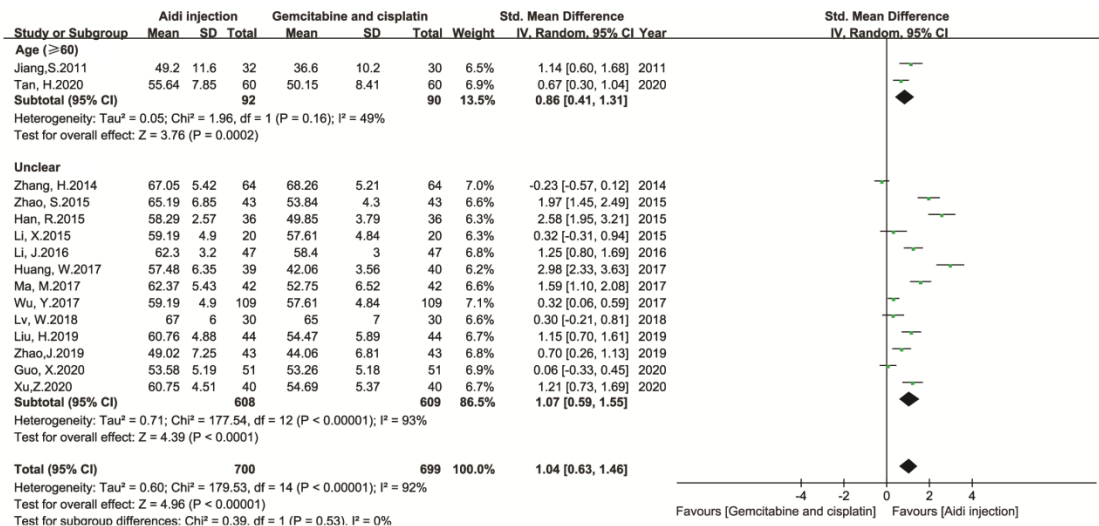 Aidi injection Gemcitabine and cisplatin Std. Mean Difference Std. Mean Difference
Study or Subgroup Mean SD Total Mean SD Total Weight IV, Random, 95% CI Year IV, Random, 95% CI
Age (≥60)
Jiang,S.2011 49.2 11.6 32 36.6 10.2 30 6.5% 1.14 [0.60, 1.68] 2011
Tan, H.2020 55.64 7.85 60 50.15 8.41 60 6.9% 0.67 [0.30, 1.04] 2020
Subtotal (95% CI) 92 90 13.5% 0.86 [0.41, 1.31]
Heterogeneity: Tau² = 0.05; Chi² = 1.96, df = 1 (P = 0.16); I² = 49%
Test for overall effect: Z = 3.76 (P = 0.0002)
Unclear
Zhang, H.2014 67.05 5.42 64 68.26 5.21 64 7.0% -0.23 [-0.57, 0.12] 2014
Zhao, S.2015 65.19 6.85 43 53.84 4.3 43 6.6% 1.97 [1.45, 2.49] 2015
Han, R.2015 58.29 2.57 36 49.85 3.79 36 6.3% 2.58 [1.95, 3.21] 2015
Li, X.2015 59.19 4.9 20 57.61 4.84 20 6.3% 0.32 [-0.31, 0.94] 2015
Li, J.2016 62.3 3.2 47 58.4 3 47 6.8% 1.25 [0.80, 1.69] 2016
Huang, W.2017 57.48 6.35 39 42.06 3.56 40 6.2% 2.98 [2.33, 3.63] 2017
Ma, M.2017 62.37 5.43 42 52.75 6.52 42 6.7% 1.59 [1.10, 2.08] 2017
Wu, Y.2017 59.19 4.9 109 57.61 4.84 109 7.1% 0.32 [0.06, 0.59] 2017
Lv, W.2018 67 6 30 65 7 30 6.6% 0.30 [-0.21, 0.81] 2018
Liu, H.2019 60.76 4.88 44 54.47 5.89 44 6.7% 1.15 [0.70, 1.61] 2019
Zhao,J.2019 49.02 7.25 43 44.06 6.81 43 6.8% 0.70 [0.26, 1.13] 2019
Guo, X.2020 53.58 5.19 51 53.26 5.18 51 6.9% 0.06 [-0.33, 0.45] 2020
Xu,Z.2020 60.75 4.51 40 54.69 5.37 40 6.7% 1.21 [0.73, 1.69] 2020
Subtotal (95% CI) 608 609 86.5% 1.07 [0.59, 1.55]
Heterogeneity: Tau² = 0.71; Chi² = 177.54, df = 12 (P < 0.00001); I² = 93%
Test for overall effect: Z = 4.39 (P < 0.0001)
Total (95% CI) 700 699 100.0% 1.04 [0.63, 1.46]
Heterogeneity: Tau² = 0.60; Chi² = 179.53, df = 14 (P < 0.00001); I² = 92%
Test for overall effect: Z = 4.96 (P < 0.00001)
Test for subgroup differences: Chi² = 0.39, df = 1 (P = 0.53), I² = 0%
-4 -2 0 2 4
Favours [Gemcitabine and cisplatin] Favours [Aidi injection]